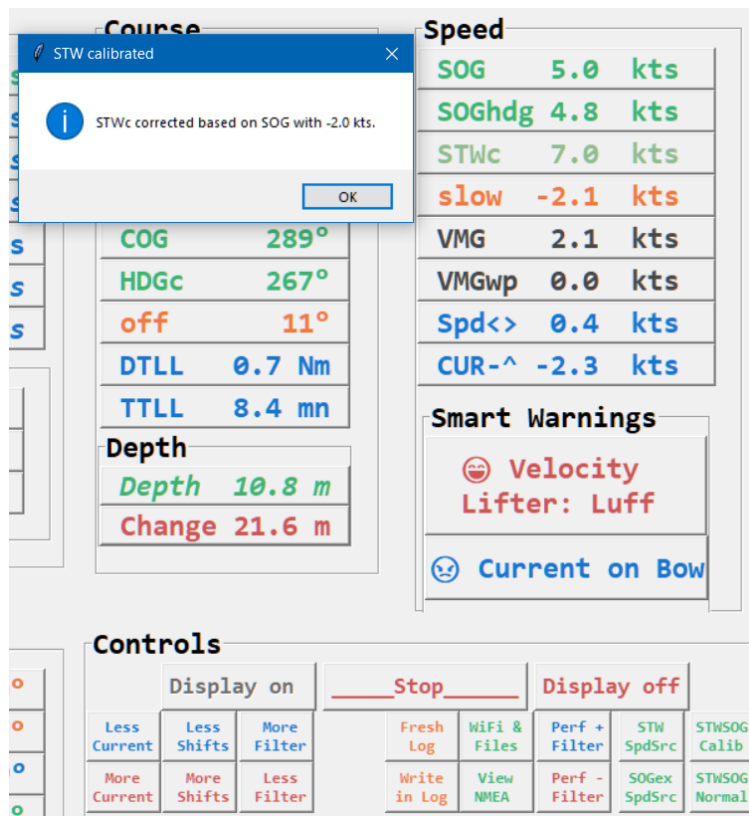 Course
STW calibrated
STWc corrected based on SOG with -2.0 kts.
OK
COG 289°
HDGc 267°
off 11°
DTLL 0.7 Nm
TTLL 8.4 mn
Depth
Depth 10.8 m
Change 21.6 m
Speed
SOG 5.0 kts
SOGhdg 4.8 kts
STWc 7.0 kts
slow -2.1 kts
VMG 2.1 kts
VMGwp 0.0 kts
Spd<> 0.4 kts
CUR-^ -2.3 kts
Smart Warnings
Velocity
Lifter: Luff
Current on Bow
Controls
Display on
_____Stop______
Display off
Less Current
Less Shifts
More Filter
Fresh Log
WiFi & Files
Perf + Filter
STW SpdSrc
STWSOG Calib
More Current
More Shifts
Less Filter
Write in Log
View NMEA
Perf - Filter
SOGex SpdSrc
STWSOG Normal